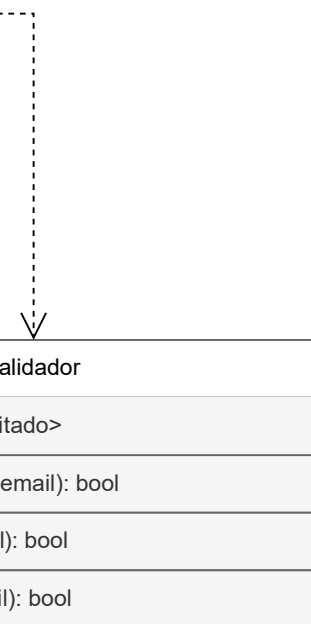 alidador
itado>
email): bool
l): bool
il): bool